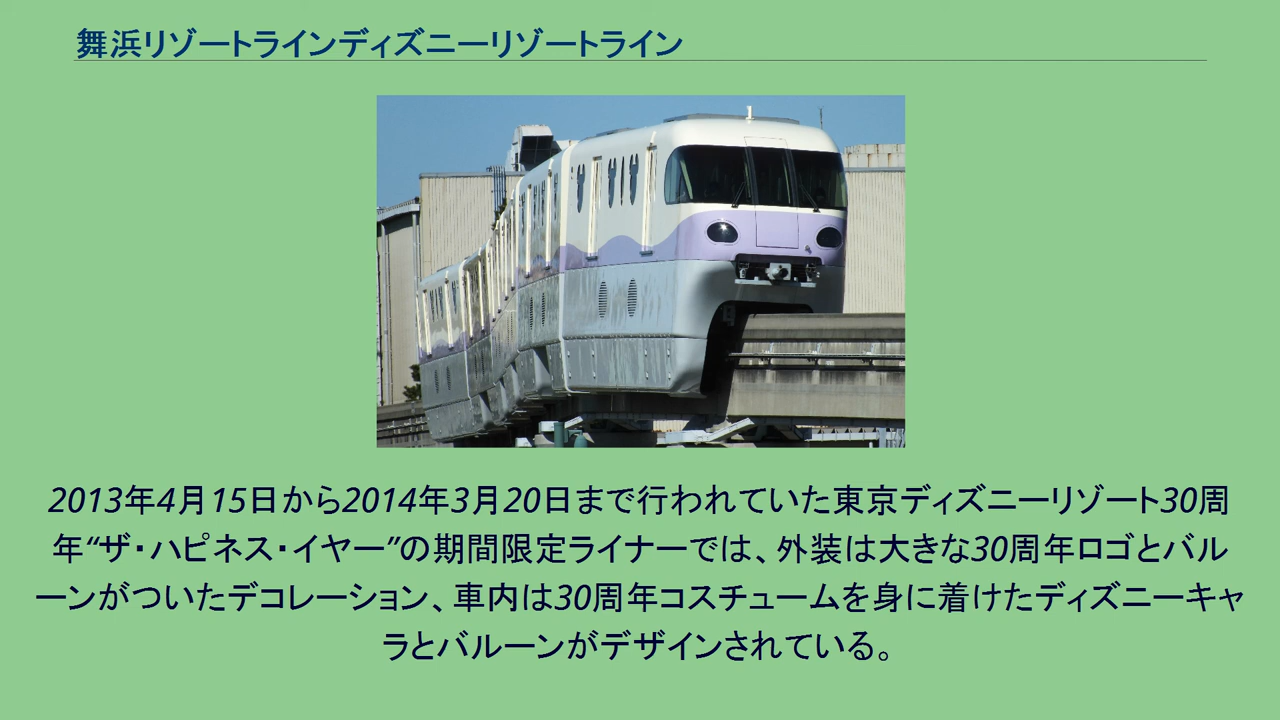 舞浜リゾートラインディズニーリゾートライン
2013年4月15日から2014年3月20日まで行われていた東京ディズニーリゾート30周
年“ザ・ハピネス・イヤー”の期間限定ライナーでは、外装は大きな30周年ロゴとバル
ーンがついたデコレーション、車内は30周年コスチュームを身に着けたディズニーキャ
ラとバルーンがデザインされている。